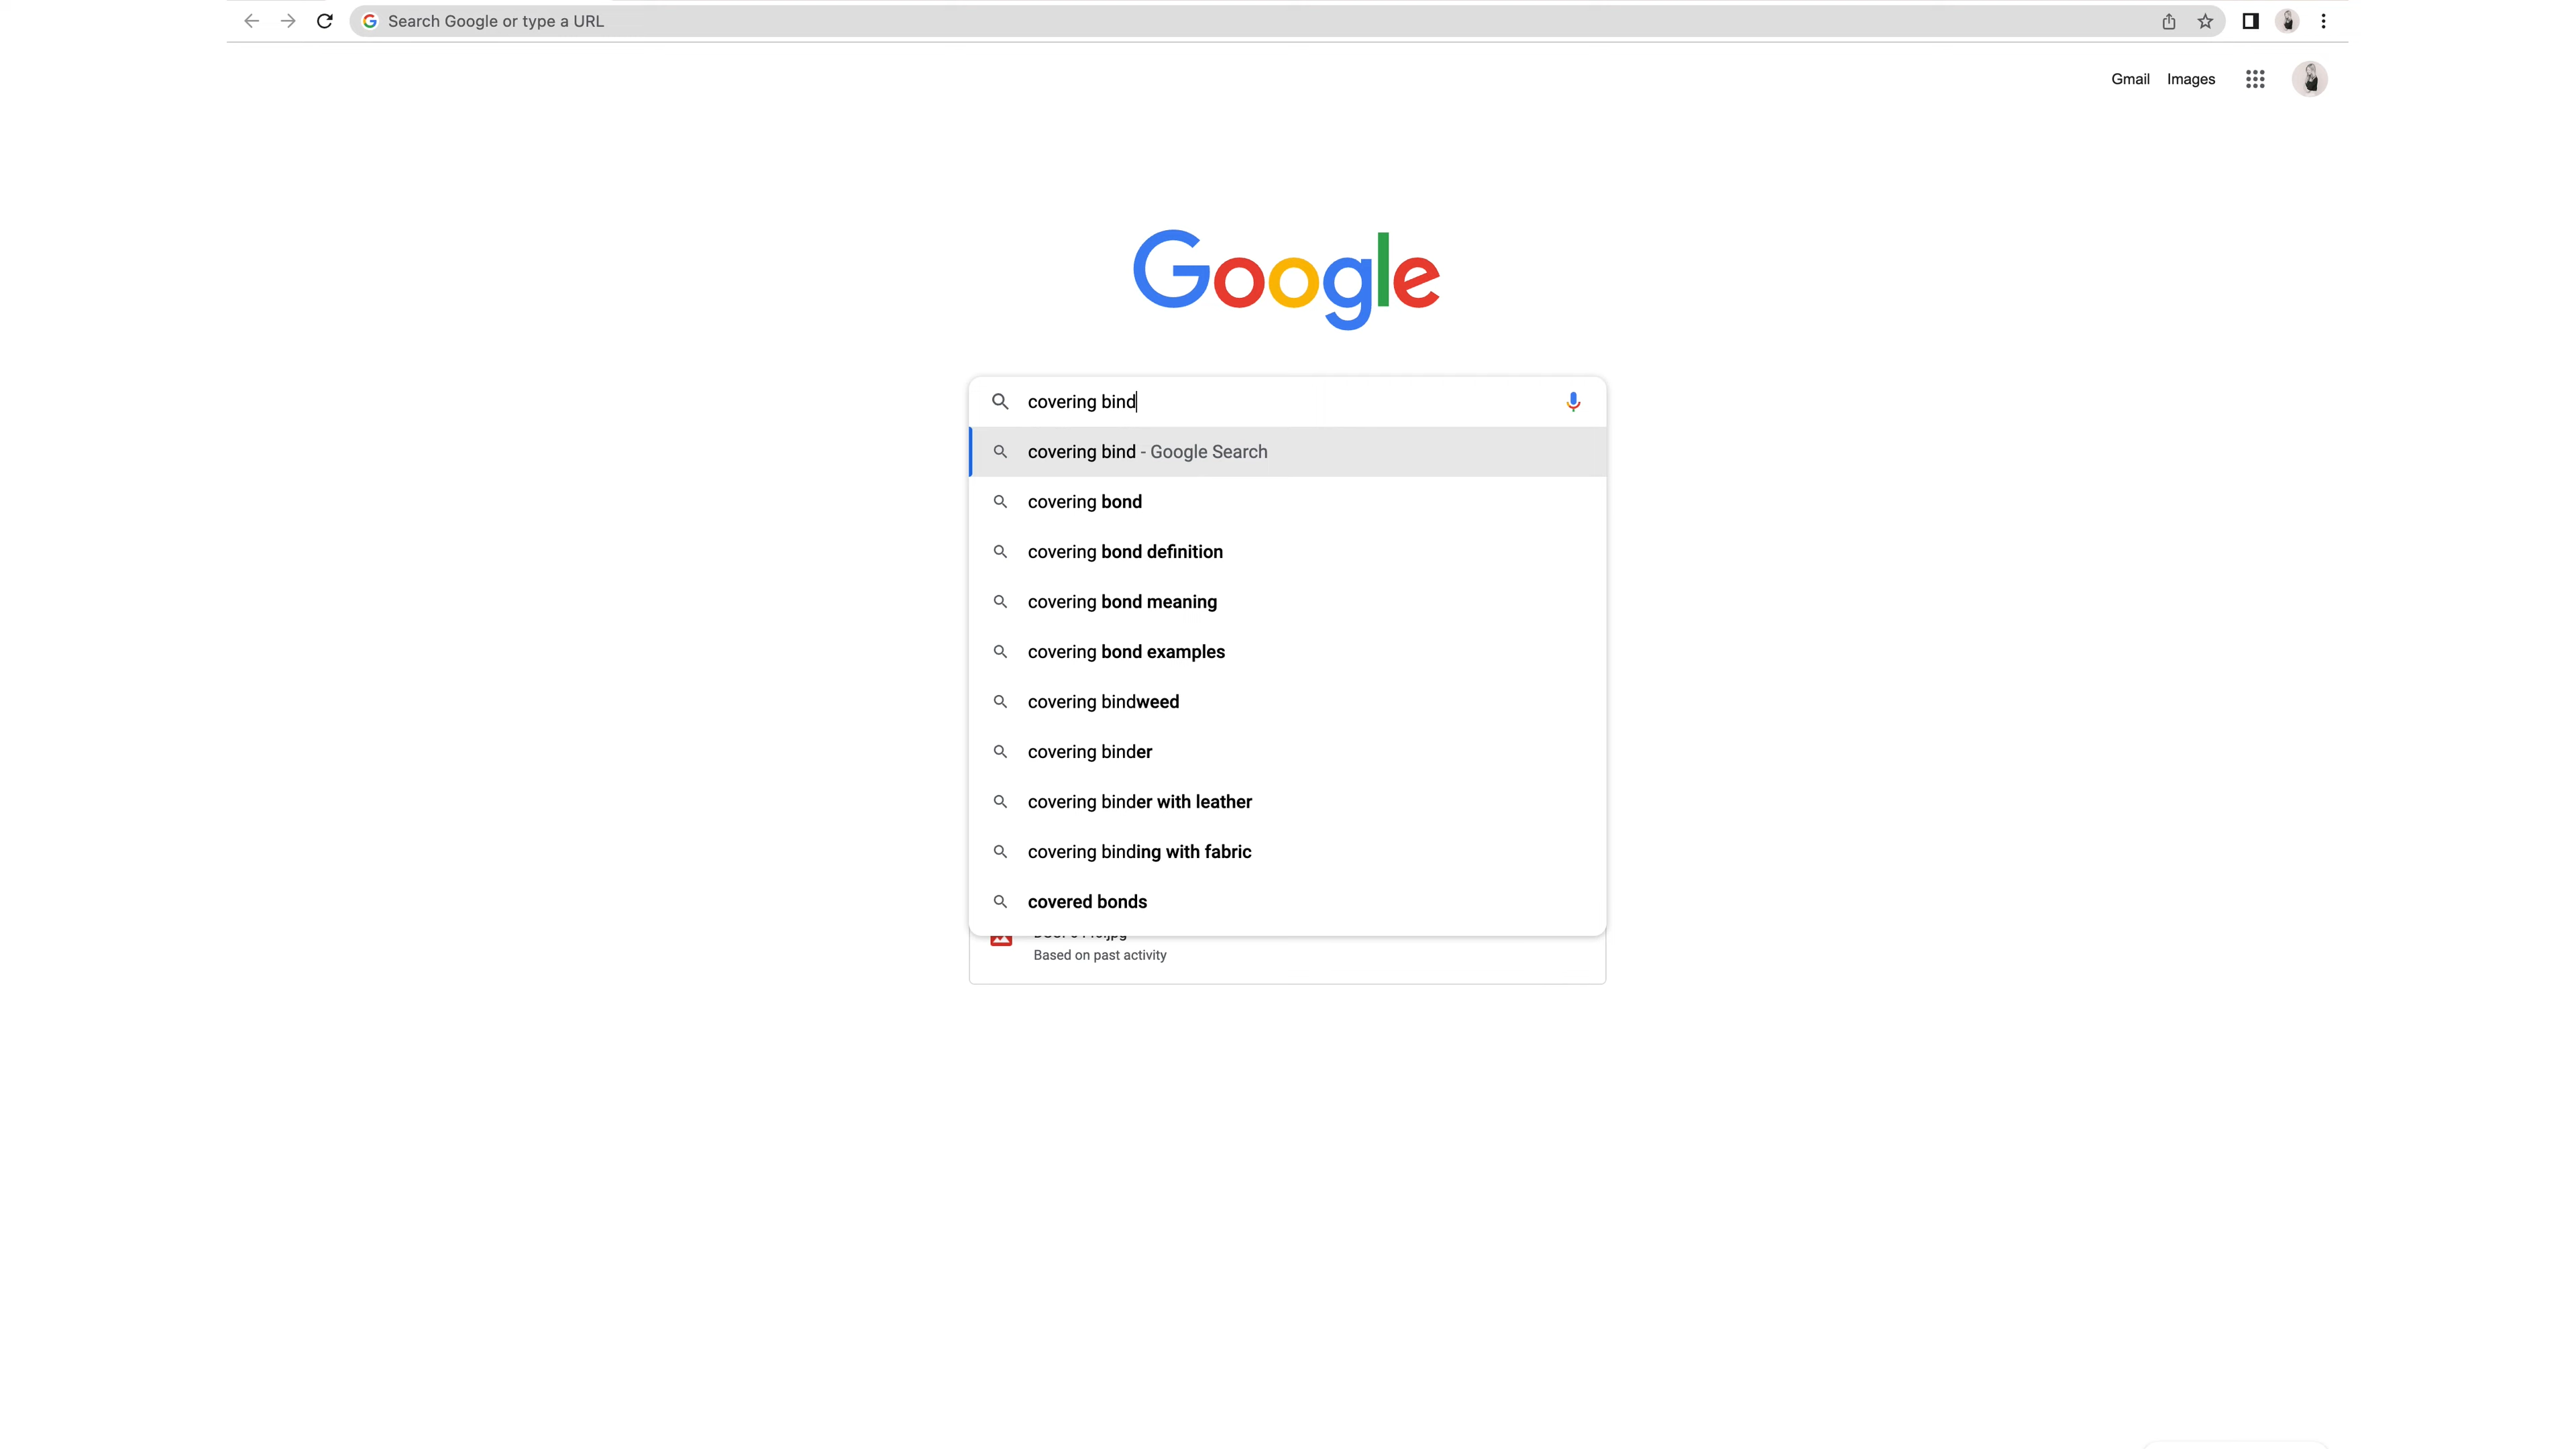 Search Google or type a URL
Gmail Images
Google
covering bind
covering bind - Google Search
covering bond
covering bond definition
covering bond meaning
covering bond examples
covering bindweed
covering binder
covering binder with leather
covering binding with fabric
covered bonds
Based on past activity